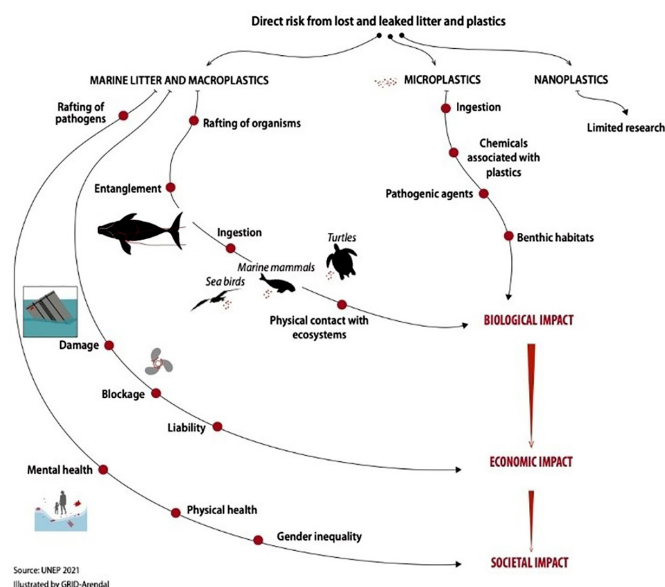 Direct risk from lost and leaked litter and plastics
MARINE LITTER AND MACROPLASTICS
MICROPLASTICS
NANOPLASTICS
Rafting of
pathogens
Rafting of organisms
Ingestion
Limited research
Chemicals
associated with
plastics
Entanglement
Pathogenic agents
Ingestion
Benthic habitats
Turtles
Marine mammals
Sea birds
Physical contact with
ecosystems
BIOLOGICAL IMPACT
Damage
Blockage
Liability
ECONOMIC IMPACT
Mental health
Physical health
Gender inequality
SOCIETAL IMPACT
Source: UNEP 2021
Illustrated by GRID-Arendal